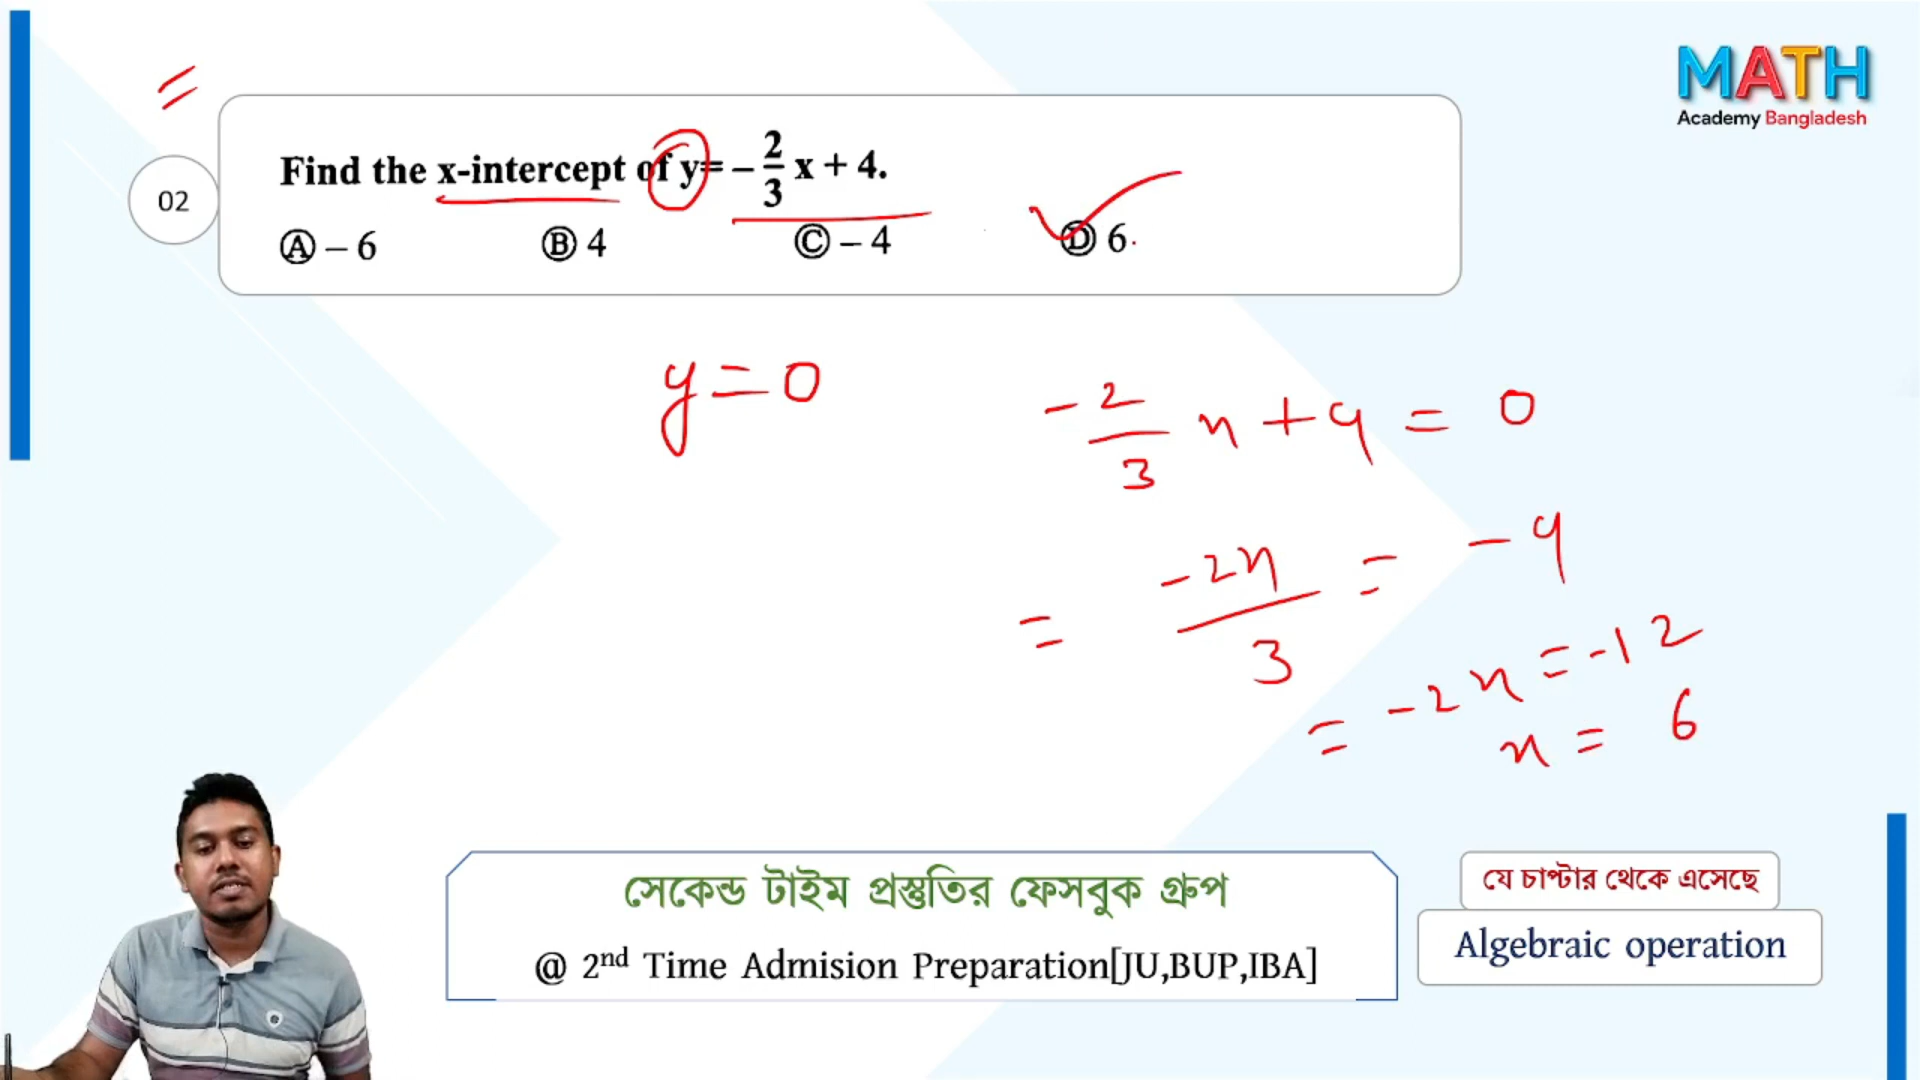 MATH
Academy Bangladesh
=
02
Find the x-intercept of y= – 2/3 x + 4.
Ⓐ – 6 Ⓑ 4 Ⓒ – 4 Ⓓ 6.
y = 0
-2/3 x + 4 = 0
= -2x/3 = -4
= -2x = -12
x = 6
সেকেন্ড টাইম প্রস্তুতির ফেসবুক গ্রুপ
@ 2nd Time Admision Preparation[JU,BUP,IBA]
যে চাপ্টার থেকে এসেছে
Algebraic operation